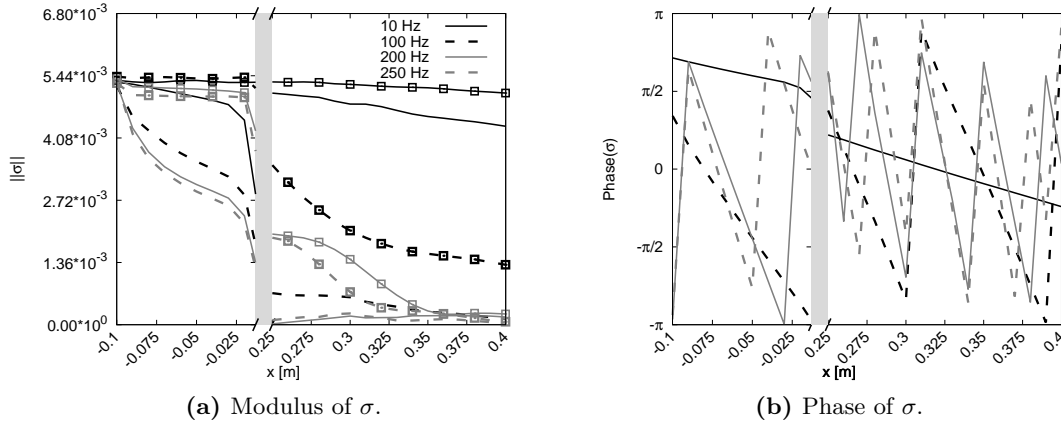 6.80*10⁻³
5.44*10⁻³
4.08*10⁻³
2.72*10⁻³
1.36*10⁻³
0.00*10⁰
||σ||
10 Hz
100 Hz
200 Hz
250 Hz
-0.1
-0.075
-0.05
-0.025
0.25
0.275
0.3
0.325
0.35
0.375
0.4
x [m]
(a) Modulus of σ.
π
π/2
0
-π/2
-π
Phase(σ)
-0.1
-0.075
-0.05
-0.025
0.25
0.275
0.3
0.325
0.35
0.375
0.4
x [m]
(b) Phase of σ.